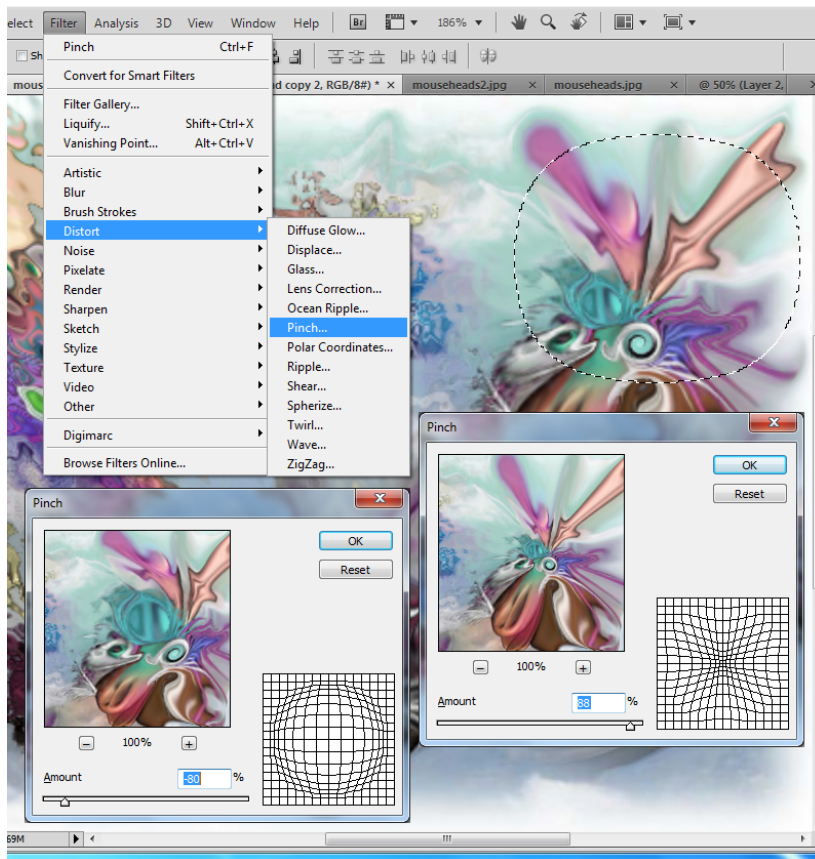 elect Filter Analysis 3D View Window Help Br 186%
Pinch Ctrl+F
Sh
Convert for Smart Filters
mous
d copy 2, RGB/8#) * × mouseheads2.jpg × mouseheads.jpg × @ 50% (Layer 2,
Filter Gallery...
Liquify... Shift+Ctrl+X
Vanishing Point... Alt+Ctrl+V
Artistic
Blur
Brush Strokes
Distort
Noise
Pixelate
Render
Sharpen
Sketch
Stylize
Texture
Video
Other
Digimarc
Browse Filters Online...
Diffuse Glow...
Displace...
Glass...
Lens Correction...
Ocean Ripple...
Pinch...
Polar Coordinates...
Ripple...
Shear...
Spherize...
Twirl...
Wave...
ZigZag...
Pinch
OK
Reset
100%
Amount 88 %
Pinch
OK
Reset
100%
Amount -80 %
69M